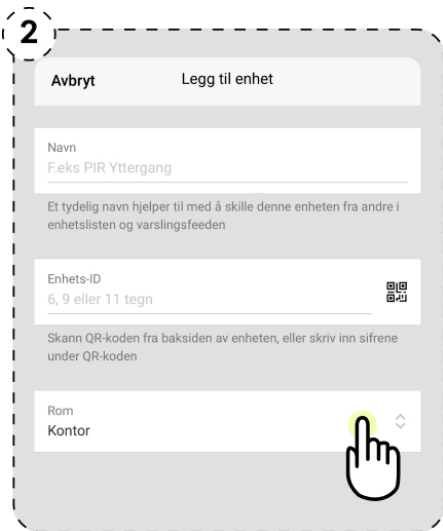 2
Avbryt Legg til enhet
Navn
F.eks PIR Yttergang
Et tydelig navn hjelper til med å skille denne enheten fra andre i
enhetslisten og varslingsfeeden
Enhets-ID
6, 9 eller 11 tegn
Skann QR-koden fra baksiden av enheten, eller skriv inn sifrene
under QR-koden
Rom
Kontor